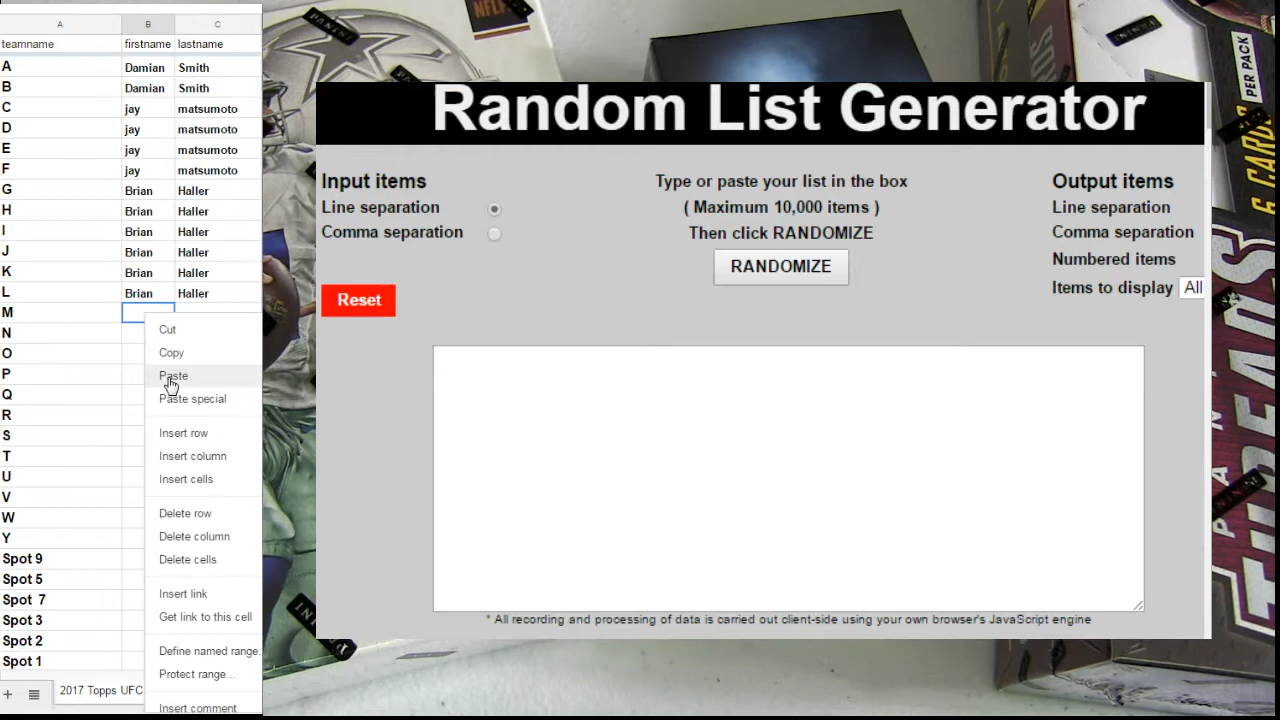 A B C
teamname firstname lastname
A Damian Smith
B Damian Smith
C jay matsumoto
D jay matsumoto
E jay matsumoto
F jay matsumoto
G Brian Haller
H Brian Haller
I Brian Haller
J Brian Haller
K Brian Haller
L Brian Haller
M
N
O
P
Q
R
S
T
U
V
W
Y
Spot 9
Spot 5
Spot 7
Spot 3
Spot 2
Spot 1
Cut
Copy
Paste
Paste special
Insert row
Insert column
Insert cells
Delete row
Delete column
Delete cells
Insert link
Get link to this cell
Define named range.
Protect range...
Insert comment
2017 Topps UFC
Random List Generator
Input items
Line separation
Comma separation
Reset
Type or paste your list in the box
( Maximum 10,000 items )
Then click RANDOMIZE
RANDOMIZE
Output items
Line separation
Comma separation
Numbered items
Items to display All
* All recording and processing of data is carried out client-side using your own browser's JavaScript engine
NFL
PANINI
PER PACK
6 CARDS
PANINI